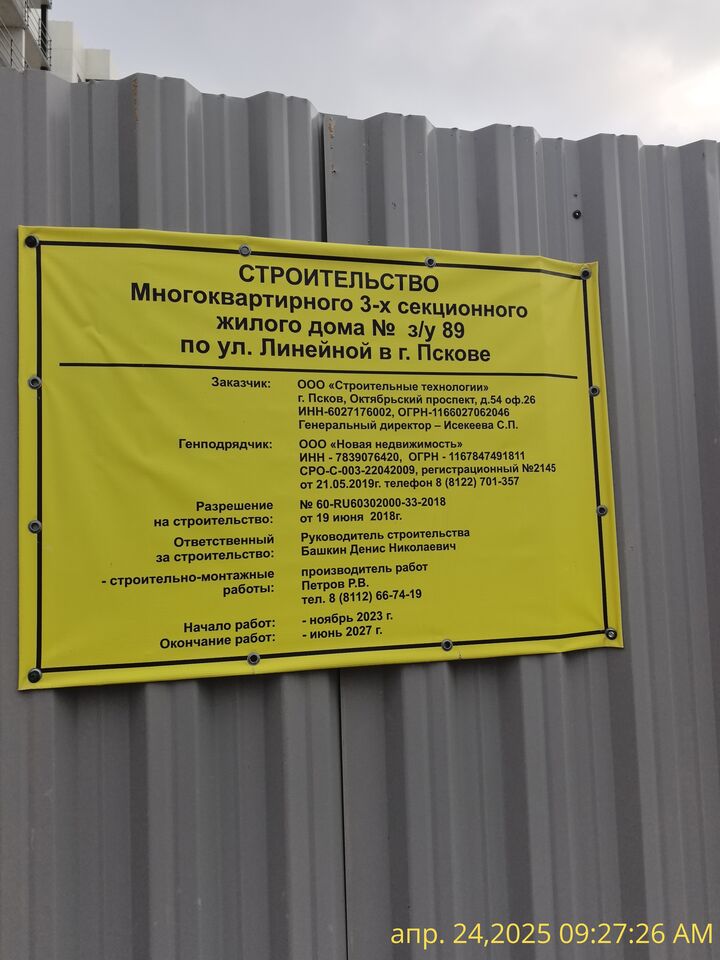 СТРОИТЕЛЬСТВО
Многоквартирного 3-х секционного
жилого дома № з/у 89
по ул. Линейной в г. Пскове
Заказчик: ООО «Строительные технологии»
г. Псков, Октябрьский проспект, д.54 оф.26
ИНН-6027176002, ОГРН-1166027062046
Генеральный директор – Исекеева С.П.
Генподрядчик: ООО «Новая недвижимость»
ИНН - 7839076420, ОГРН - 1167847491811
СРО-С-003-22042009, регистрационный №2145
от 21.05.2019г. телефон 8 (8122) 701-357
Разрешение № 60-RU60302000-33-2018
на строительство: от 19 июня 2018г.
Ответственный Руководитель строительства
за строительство: Башкин Денис Николаевич
- строительно-монтажные производитель работ
работы: Петров Р.В.
тел. 8 (8112) 66-74-19
Начало работ: - ноябрь 2023 г.
Окончание работ: - июнь 2027 г.
апр. 24,2025 09:27:26 AM